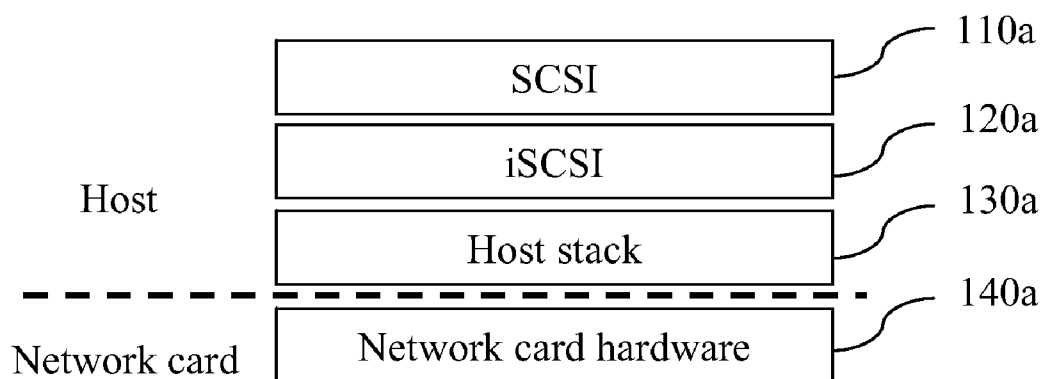 110a
SCSI
120a
iSCSI
Host
130a
Host stack
140a
Network card hardware
Network card